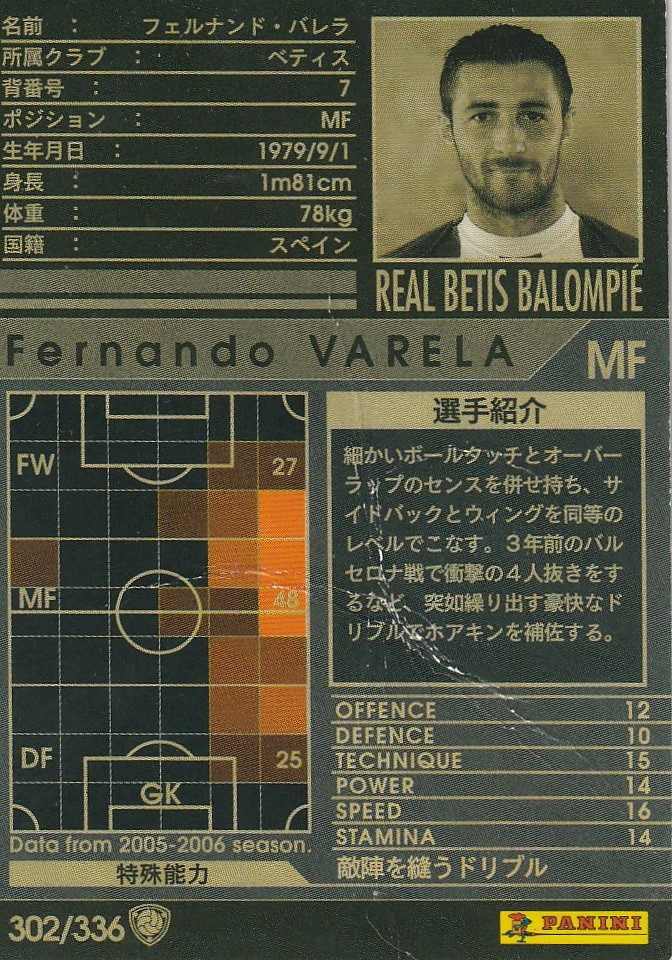 名前 : フェルナンド・バレラ
所属クラブ : ベティス
背番号 : 7
ポジション : MF
生年月日 : 1979/9/1
身長 : 1m81cm
体重 : 78kg
国籍 : スペイン
REAL BETIS BALOMPIÉ
Fernando VARELA
MF
FW
27
MF
48
DF
25
GK
Data from 2005-2006 season.
選手紹介
細かいボールタッチとオーバー
ラップのセンスを併せ持ち、サ
イドバックとウィングを同等の
レベルでこなす。3年前のバル
セロナ戦で衝撃の4人抜きをす
るなど、突如繰り出す豪快なド
リブルでホアキンを補佐する。
OFFENCE 12
DEFENCE 10
TECHNIQUE 15
POWER 14
SPEED 16
STAMINA 14
特殊能力
敵陣を縫うドリブル
302/336
PANINI